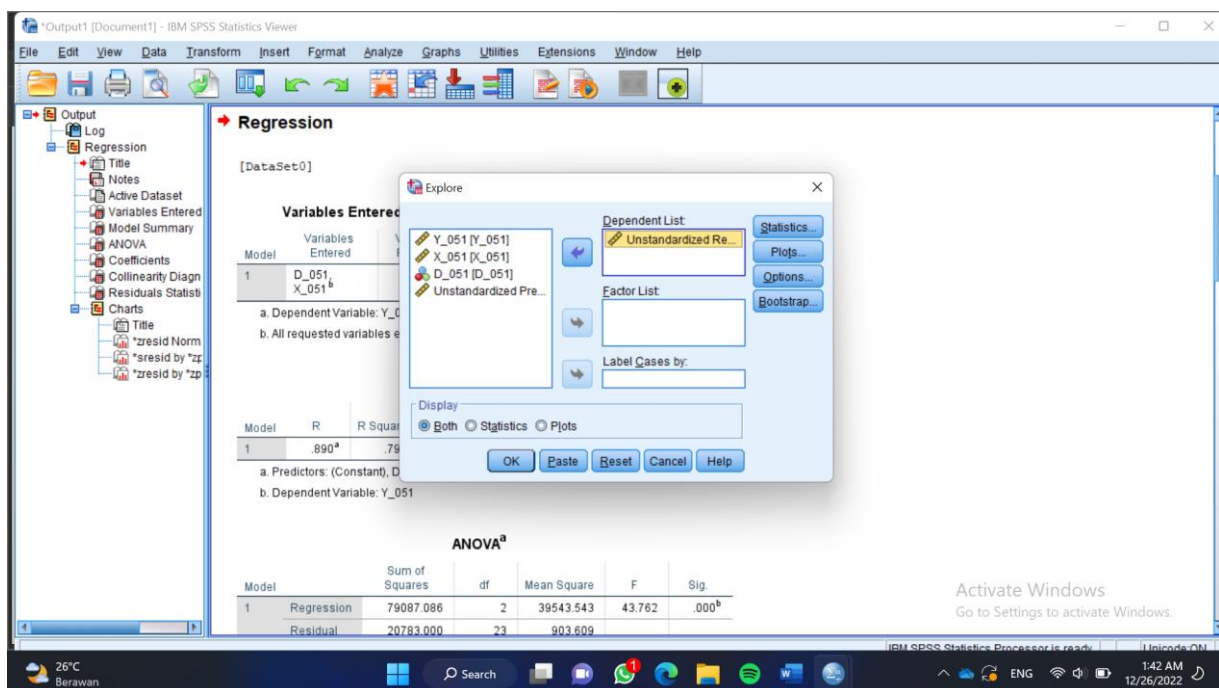 *Output1 [Document1] - IBM SPSS Statistics Viewer
File Edit View Data Transform Insert Format Analyze Graphs Utilities Extensions Window Help
Output
Log
Regression
Title
Notes
Active Dataset
Variables Entered
Model Summary
ANOVA
Coefficients
Collinearity Diagn
Residuals Statisti
Charts
Title
*zresid Norm
*sresid by *zp
*zresid by *zp
Regression
[DataSet0]
Variables Entered
Model Variables Entered
1 D_051, X_051b
a. Dependent Variable: Y_0
b. All requested variables e
Model R R Squar
1 .890a .79
a. Predictors: (Constant), D
b. Dependent Variable: Y_051
ANOVAa
Model Sum of Squares df Mean Square F Sig.
1 Regression 79087.086 2 39543.543 43.762 .000b
Residual 20783.000 23 903.609
Explore
Y_051 [Y_051]
X_051 [X_051]
D_051 [D_051]
Unstandardized Pre...
Dependent List:
Unstandardized Re...
Factor List:
Label Cases by:
Statistics...
Plots...
Options...
Bootstrap...
Display
Both Statistics Plots
OK Paste Reset Cancel Help
Activate Windows
Go to Settings to activate Windows.
IBM SPSS Statistics Processor is ready Unicode:ON
26°C
Berawan
Search
ENG
1:42 AM
12/26/2022